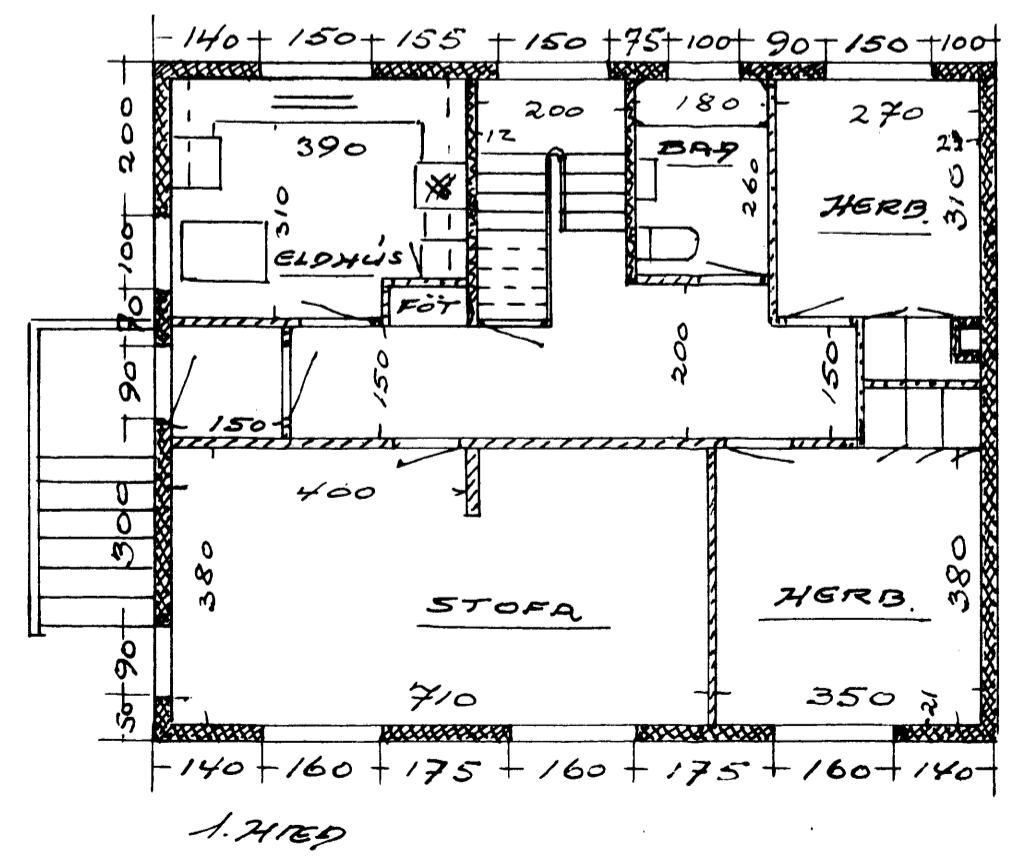 140 150 155 150 75 100 90 150 100
200 180 270
12
390 BAÐ
200 310 260 HERB. 310
100 ELDHÚS
70 FÖT
90 150 200 150
150
400
300
380 STOFA HERB. 380
90
710 350 21
50
140 160 175 160 175 160 140
1. HÆÐ